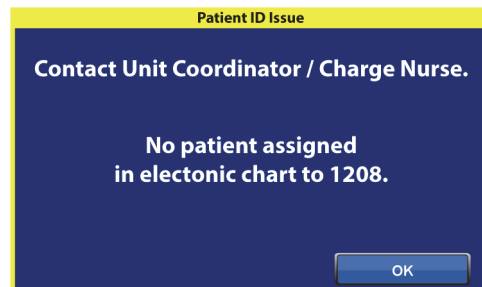 Patient ID Issue
Contact Unit Coordinator / Charge Nurse.
No patient assigned
in electonic chart to 1208.
OK